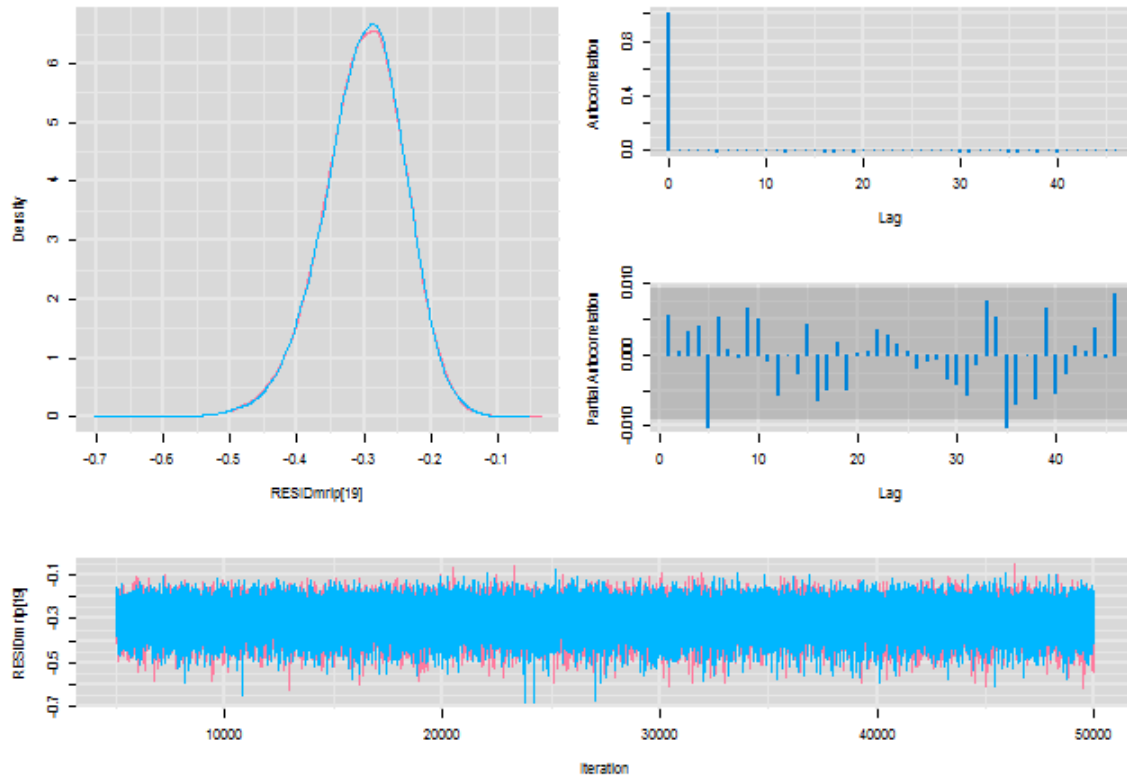 Density
6
5
4
3
2
1
0
-0.7 -0.6 -0.5 -0.4 -0.3 -0.2 -0.1
RESIDmrip[19]
Autocorrelation
0.8
0.4
0.0
0 10 20 30 40
Lag
Partial Autocorrelation
0.010
0.000
-0.010
0 10 20 30 40
Lag
RESIDmrip[19]
-0.1
-0.3
-0.5
-0.7
10000 20000 30000 40000 50000
Iteration